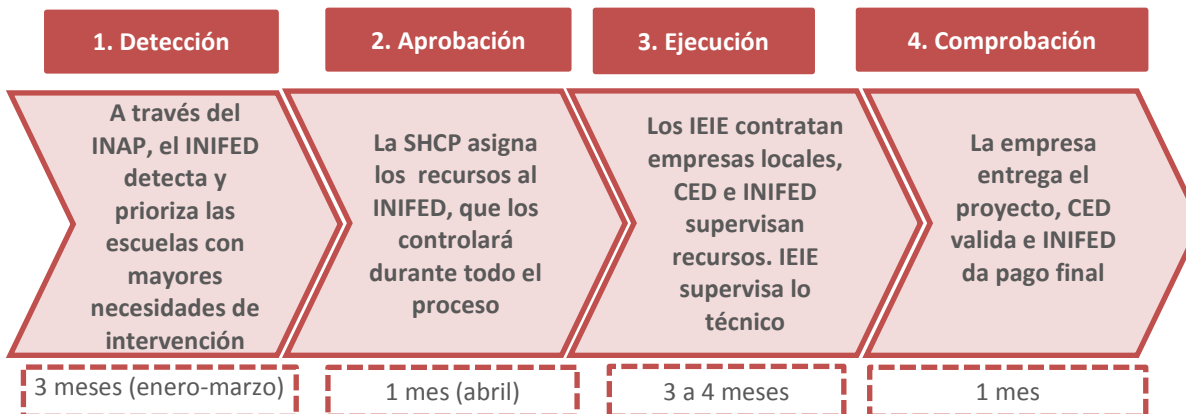 1. Detección
2. Aprobación
3. Ejecución
4. Comprobación
A través del
INAP, el INIFED
detecta y
prioriza las
escuelas con
mayores
necesidades de
intervención
La SHCP asigna
los recursos al
INIFED, que los
controlará
durante todo el
proceso
Los IEIE contratan
empresas locales,
CED e INIFED
supervisan
recursos. IEIE
supervisa lo
técnico
La empresa
entrega el
proyecto, CED
valida e INIFED
da pago final
3 meses (enero-marzo)
1 mes (abril)
3 a 4 meses
1 mes